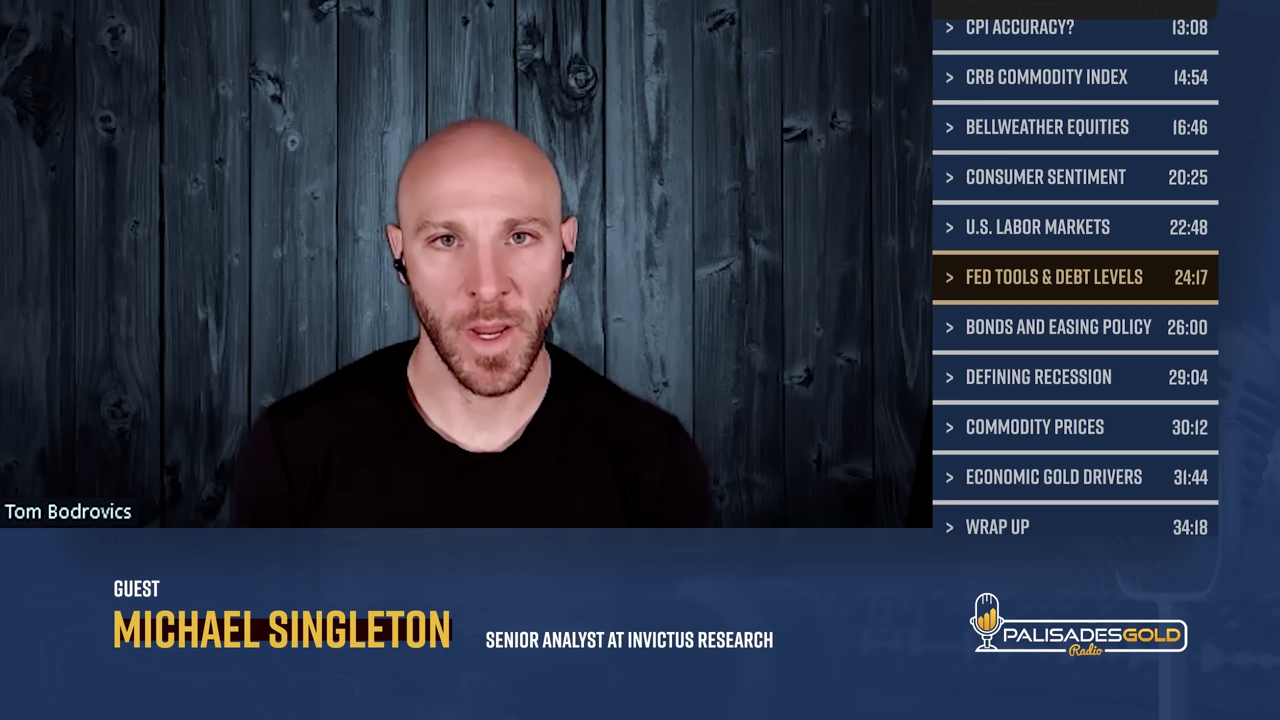 > CPI ACCURACY? 13:08
> CRB COMMODITY INDEX 14:54
> BELLWEATHER EQUITIES 16:46
> CONSUMER SENTIMENT 20:25
> U.S. LABOR MARKETS 22:48
> FED TOOLS & DEBT LEVELS 24:17
> BONDS AND EASING POLICY 26:00
> DEFINING RECESSION 29:04
> COMMODITY PRICES 30:12
> ECONOMIC GOLD DRIVERS 31:44
> WRAP UP 34:18
Tom Bodrovics
GUEST
MICHAEL SINGLETON
SENIOR ANALYST AT INVICTUS RESEARCH
PALISADESGOLD
Radio